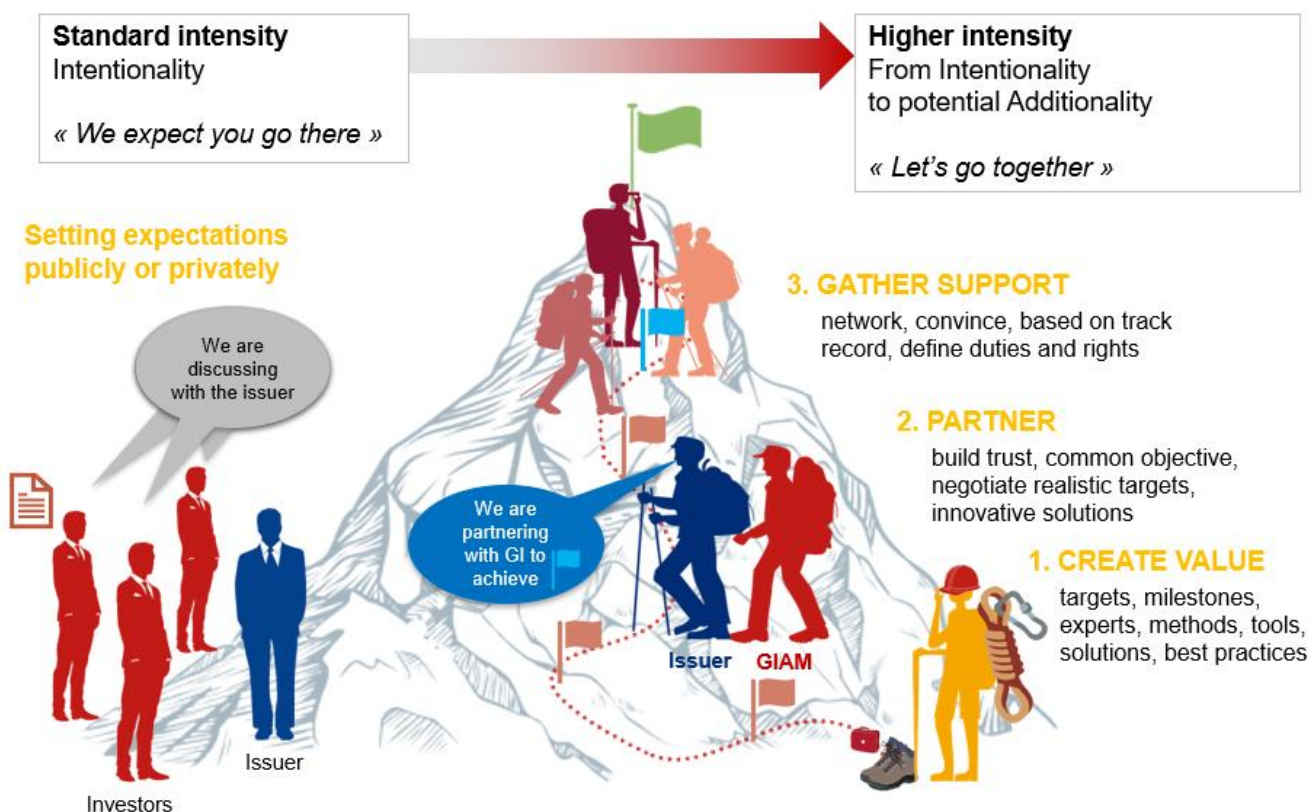 Standard intensity
Intentionality
« We expect you go there »
Higher intensity
From Intentionality
to potential Additionality
« Let's go together »
Setting expectations
publicly or privately
We are
discussing
with the issuer
Investors
Issuer
3. GATHER SUPPORT
network, convince, based on track
record, define duties and rights
2. PARTNER
build trust, common objective,
negotiate realistic targets,
innovative solutions
We are
partnering
with GI to
achieve
Issuer
GIAM
1. CREATE VALUE
targets, milestones,
experts, methods, tools,
solutions, best practices